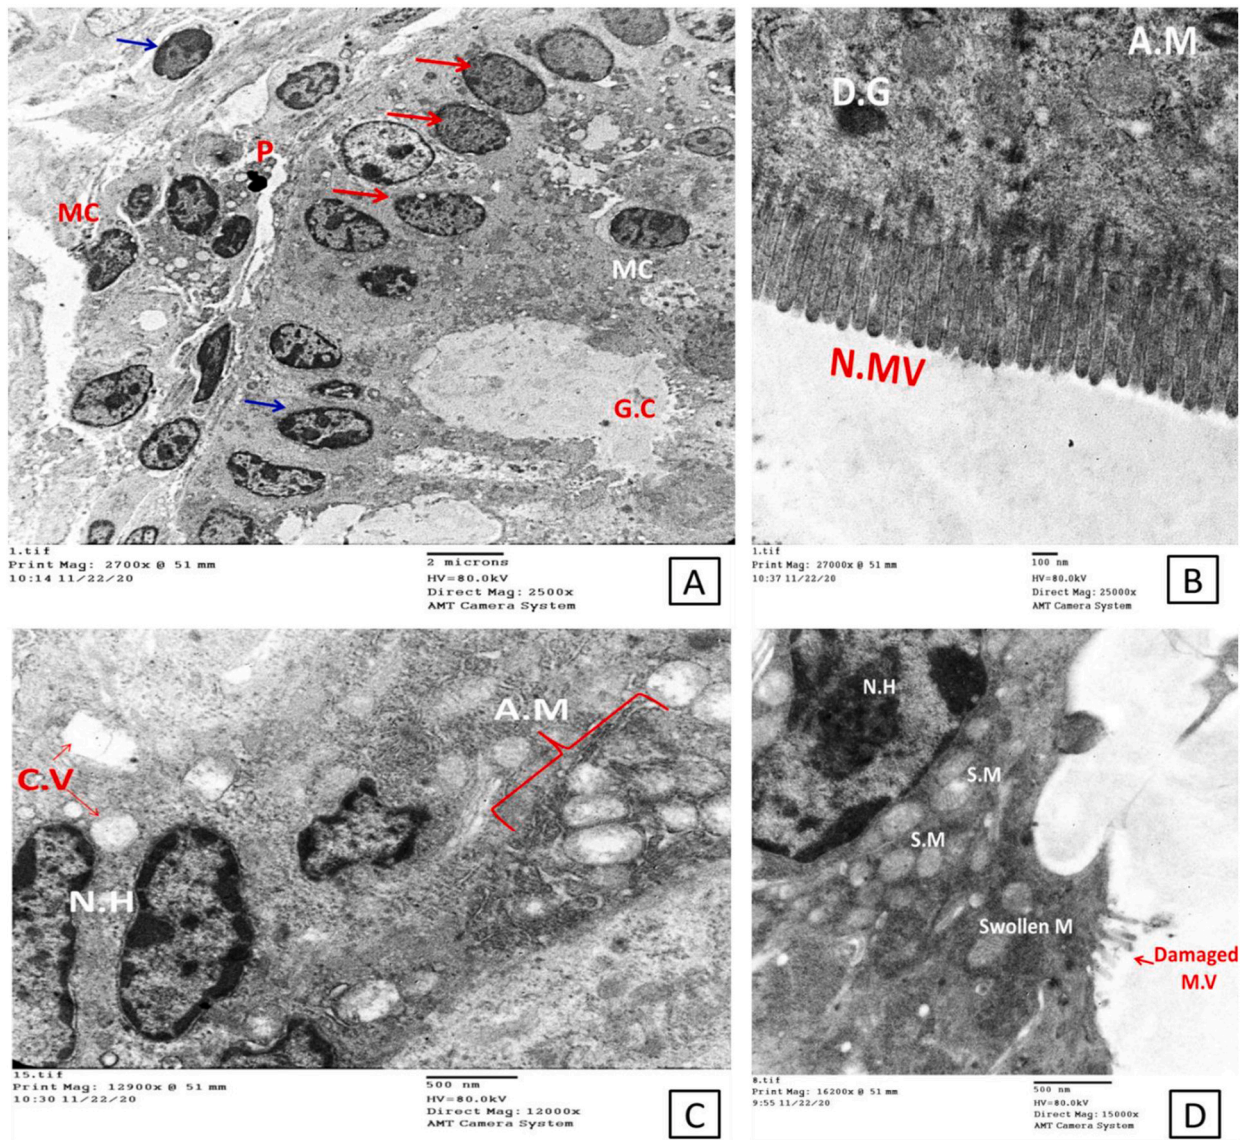 P
MC
MC
G.C
1.tif
Print Mag: 2700x @ 51 mm
10:14 11/22/20
2 microns
HV=80.0kV
Direct Mag: 2500x
AMT Camera System
A
A.M
D.G
N.MV
1.tif
Print Mag: 27000x @ 51 mm
10:37 11/22/20
100 nm
HV=80.0kV
Direct Mag: 25000x
AMT Camera System
B
A.M
C.V
N.H
15.tif
Print Mag: 12900x @ 51 mm
10:30 11/22/20
500 nm
HV=80.0kV
Direct Mag: 12000x
AMT Camera System
C
N.H
S.M
S.M
Swollen M
Damaged
M.V
8.tif
Print Mag: 16200x @ 51 mm
9:55 11/22/20
500 nm
HV=80.0kV
Direct Mag: 15000x
AMT Camera System
D